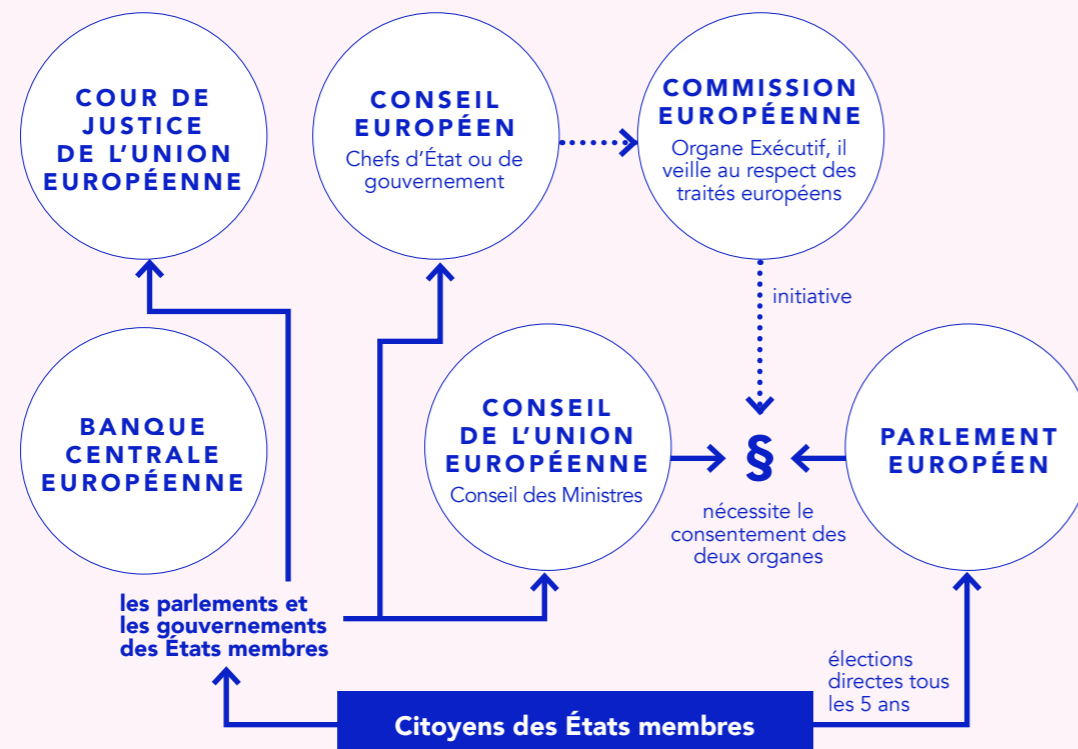 COUR DE
JUSTICE
DE L'UNION
EUROPÉENNE
CONSEIL
EUROPÉEN
Chefs d'État ou de
gouvernement
COMMISSION
EUROPÉENNE
Organe Exécutif, il
veille au respect des
traités européens
initiative
BANQUE
CENTRALE
EUROPÉENNE
CONSEIL
DE L'UNION
EUROPÉENNE
Conseil des Ministres
§
nécessite le
consentement des
deux organes
PARLEMENT
EUROPÉEN
les parlements et
les gouvernements
des États membres
élections
directes tous
les 5 ans
Citoyens des États membres